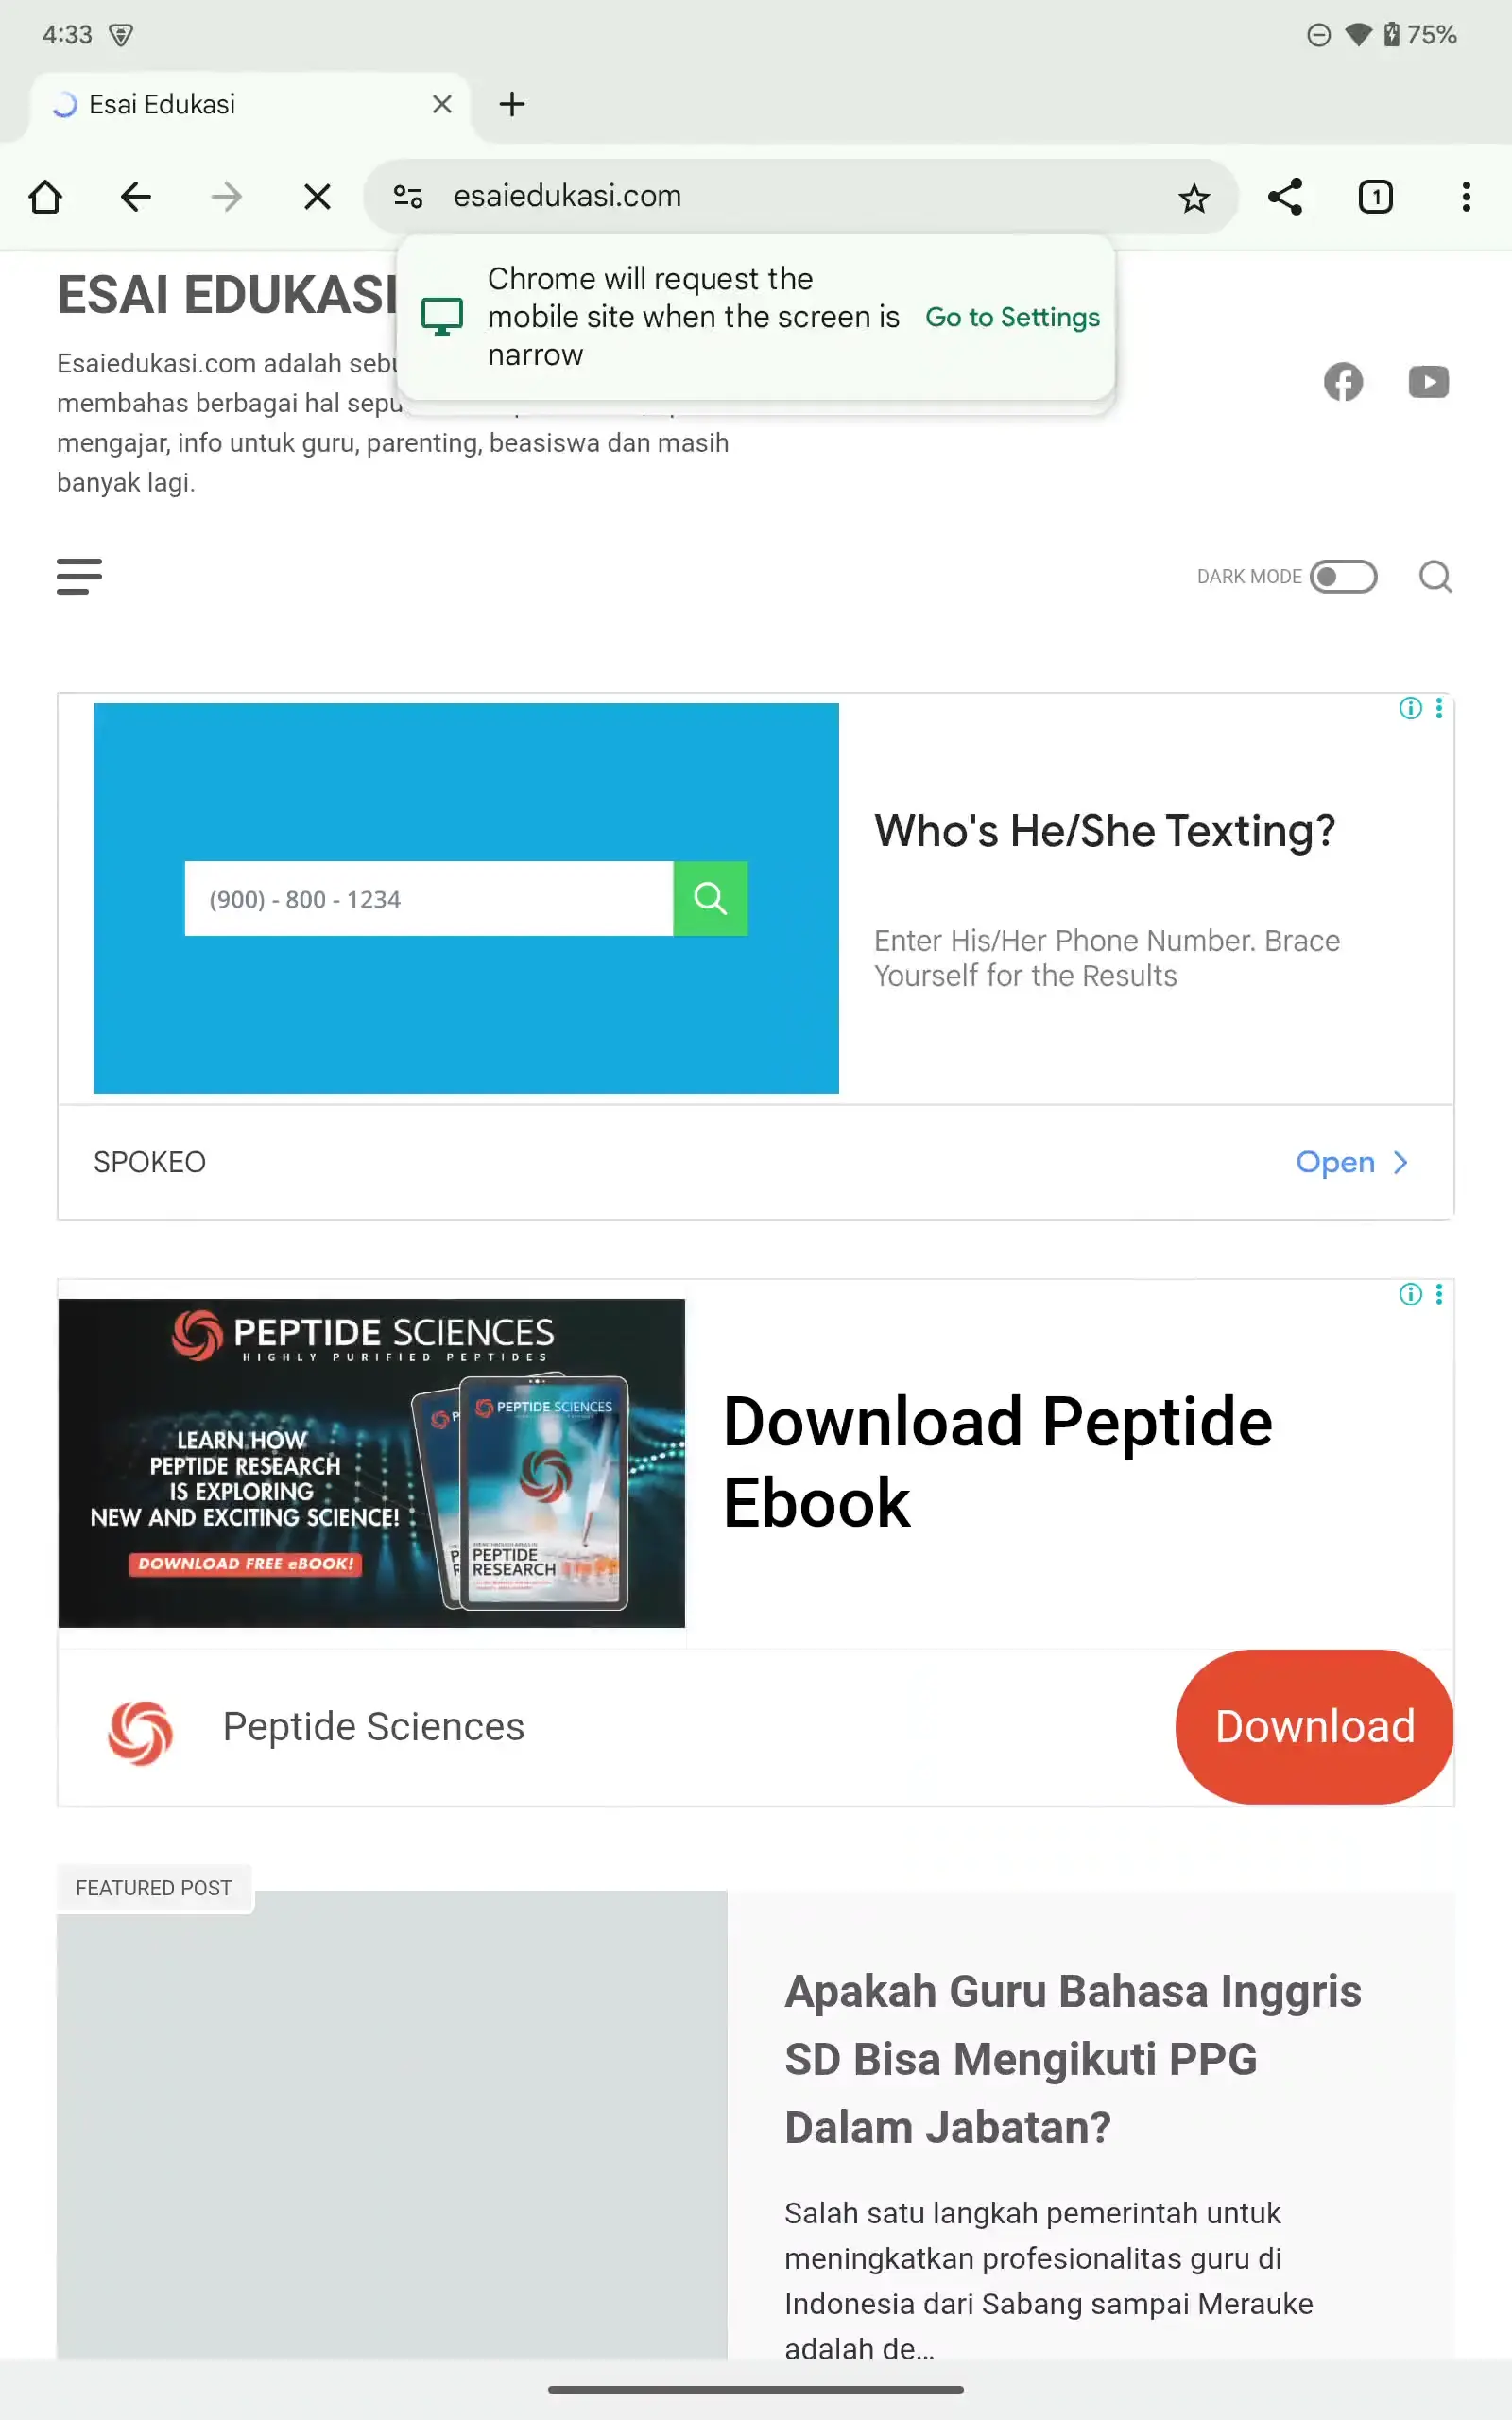 4:33
75%
Esai Edukasi
esaiedukasi.com
1
Chrome will request the
mobile site when the screen is
narrow
Go to Settings
ESAI EDUKASI
Esaiedukasi.com adalah
membahas berbagai hal
mengajar, info untuk guru, parenting, beasiswa dan masih
banyak lagi.
DARK MODE
(900) - 800 - 1234
Who's He/She Texting?
Enter His/Her Phone Number. Brace
Yourself for the Results
SPOKEO
Open
PEPTIDE SCIENCES
HIGHLY PURIFIED PEPTIDES
LEARN HOW
PEPTIDE RESEARCH
IS EXPLORING
NEW AND EXCITING SCIENCE!
DOWNLOAD FREE eBOOK!
PEPTIDE SCIENCES
PEPTIDE
RESEARCH
Download Peptide
Ebook
Peptide Sciences
Download
FEATURED POST
Apakah Guru Bahasa Inggris
SD Bisa Mengikuti PPG
Dalam Jabatan?
Salah satu langkah pemerintah untuk
meningkatkan profesionalitas guru di
Indonesia dari Sabang sampai Merauke
adalah de...